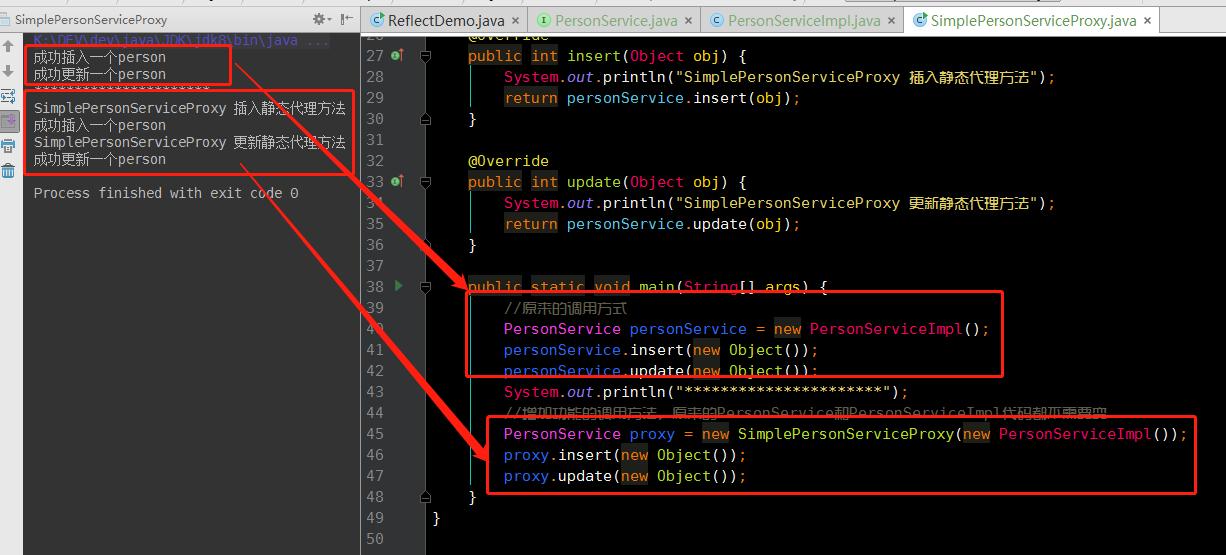 SimplePersonServiceProxy
ReflectDemo.java × PersonService.java × PersonServiceImpl.java × SimplePersonServiceProxy.java ×
K:\DEV\dev\java\JDK\jdk8\bin\java ...
成功插入一个person
成功更新一个person
**********************
SimplePersonServiceProxy 插入静态代理方法
成功插入一个person
SimplePersonServiceProxy 更新静态代理方法
成功更新一个person
Process finished with exit code 0
26 @Override
27 public int insert(Object obj) {
28 System.out.println("SimplePersonServiceProxy 插入静态代理方法");
29 return personService.insert(obj);
30 }
31
32 @Override
33 public int update(Object obj) {
34 System.out.println("SimplePersonServiceProxy 更新静态代理方法");
35 return personService.update(obj);
36 }
37
38 public static void main(String[] args) {
39 //原来的调用方式
40 PersonService personService = new PersonServiceImpl();
41 personService.insert(new Object());
42 personService.update(new Object());
43 System.out.println("**********************");
44 //增加功能的调用方法，原来的PersonService和PersonServiceImpl代码都不需要变
45 PersonService proxy = new SimplePersonServiceProxy(new PersonServiceImpl());
46 proxy.insert(new Object());
47 proxy.update(new Object());
48 }
49 }
50